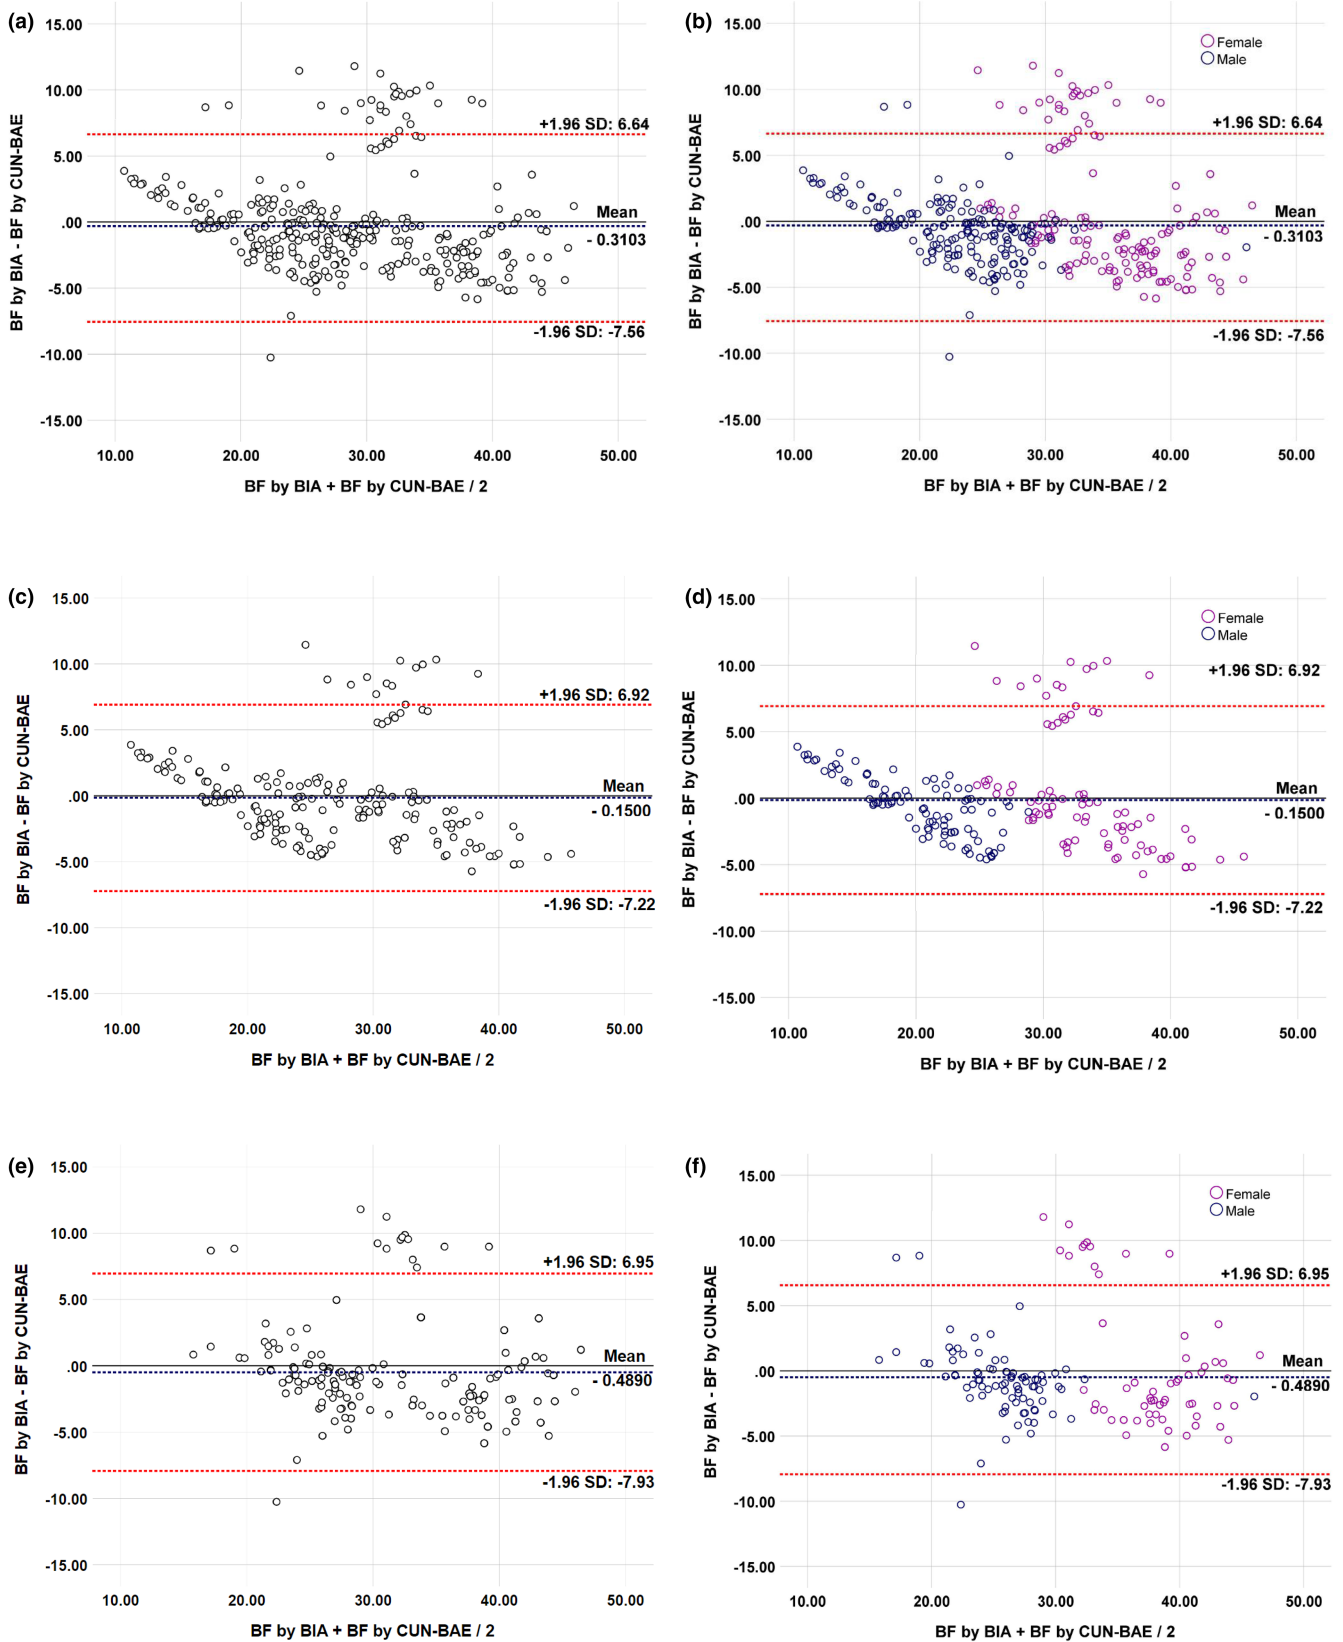 (a)
15.00
10.00
5.00
.00
-5.00
-10.00
-15.00
BF by BIA - BF by CUN-BAE
+1.96 SD: 6.64
Mean
- 0.3103
-1.96 SD: -7.56
10.00 20.00 30.00 40.00 50.00
BF by BIA + BF by CUN-BAE / 2
(b)
15.00
10.00
5.00
.00
-5.00
-10.00
-15.00
BF by BIA - BF by CUN-BAE
Female
Male
+1.96 SD: 6.64
Mean
- 0.3103
-1.96 SD: -7.56
10.00 20.00 30.00 40.00 50.00
BF by BIA + BF by CUN-BAE / 2
(c)
15.00
10.00
5.00
.00
-5.00
-10.00
-15.00
BF by BIA - BF by CUN-BAE
+1.96 SD: 6.92
Mean
- 0.1500
-1.96 SD: -7.22
10.00 20.00 30.00 40.00 50.00
BF by BIA + BF by CUN-BAE / 2
(d)
15.00
10.00
5.00
.00
-5.00
-10.00
-15.00
BF by BIA - BF by CUN-BAE
Female
Male
+1.96 SD: 6.92
Mean
- 0.1500
-1.96 SD: -7.22
10.00 20.00 30.00 40.00 50.00
BF by BIA + BF by CUN-BAE / 2
(e)
15.00
10.00
5.00
.00
-5.00
-10.00
-15.00
BF by BIA - BF by CUN-BAE
+1.96 SD: 6.95
Mean
- 0.4890
-1.96 SD: -7.93
10.00 20.00 30.00 40.00 50.00
BF by BIA + BF by CUN-BAE / 2
(f)
15.00
10.00
5.00
.00
-5.00
-10.00
-15.00
BF by BIA - BF by CUN-BAE
Female
Male
+1.96 SD: 6.95
Mean
- 0.4890
-1.96 SD: -7.93
10.00 20.00 30.00 40.00 50.00
BF by BIA + BF by CUN-BAE / 2